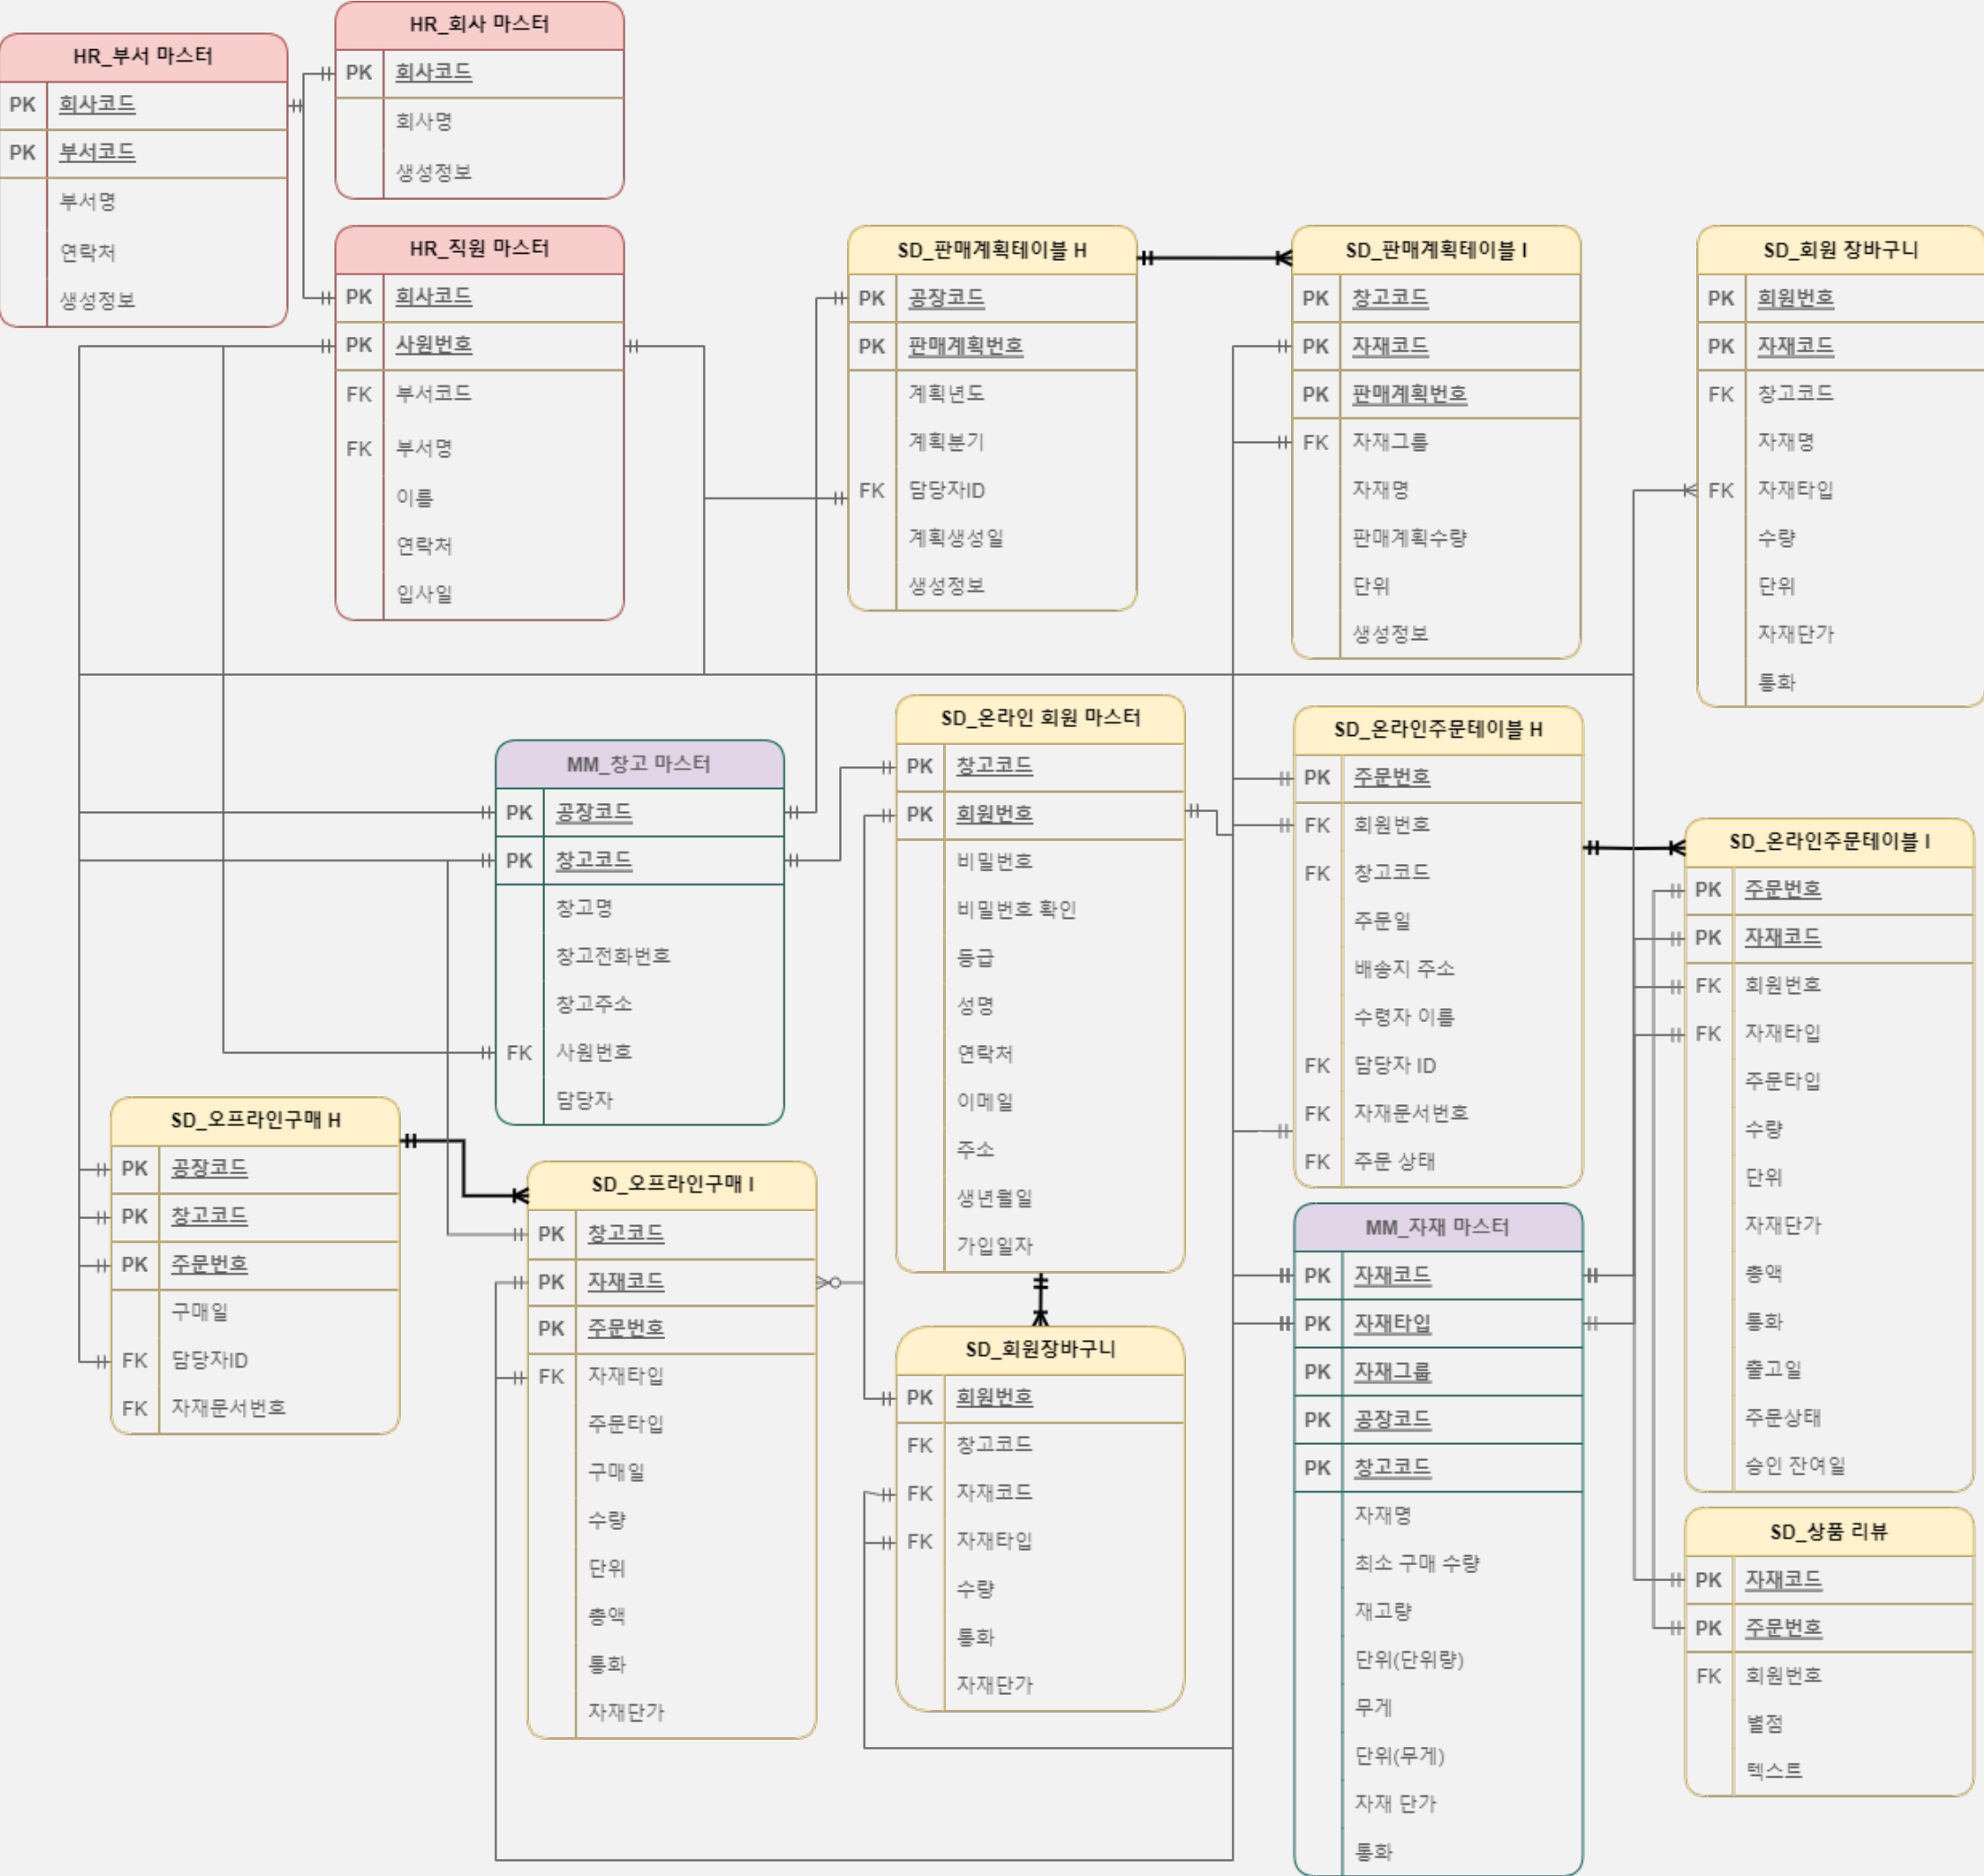 HR_부서 마스터
PK 회사코드
PK 부서코드
부서명
연락처
생성정보
HR_회사 마스터
PK 회사코드
회사명
생성정보
HR_직원 마스터
PK 회사코드
PK 사원번호
FK 부서코드
FK 부서명
이름
연락처
입사일
SD_판매계획테이블 H
PK 공장코드
PK 판매계획번호
계획년도
계획분기
FK 담당자ID
계획생성일
생성정보
SD_판매계획테이블 I
PK 창고코드
PK 자재코드
PK 판매계획번호
FK 자재그룹
자재명
판매계획수량
단위
생성정보
SD_회원 장바구니
PK 회원번호
PK 자재코드
FK 창고코드
자재명
FK 자재타입
수량
단위
자재단가
통화
MM_창고 마스터
PK 공장코드
PK 창고코드
창고명
창고전화번호
창고주소
FK 사원번호
담당자
SD_온라인 회원 마스터
PK 창고코드
PK 회원번호
비밀번호
비밀번호 확인
등급
성명
연락처
이메일
주소
생년월일
가입일자
SD_온라인주문테이블 H
PK 주문번호
FK 회원번호
FK 창고코드
주문일
배송지 주소
수령자 이름
FK 담당자 ID
FK 자재문서번호
FK 주문 상태
SD_온라인주문테이블 I
PK 주문번호
PK 자재코드
FK 회원번호
FK 자재타입
주문타입
수량
단위
자재단가
총액
통화
출고일
주문상태
승인 잔여일
SD_오프라인구매 H
PK 공장코드
PK 창고코드
PK 주문번호
구매일
FK 담당자ID
FK 자재문서번호
SD_오프라인구매 I
PK 창고코드
PK 자재코드
PK 주문번호
FK 자재타입
주문타입
구매일
수량
단위
총액
통화
자재단가
SD_회원장바구니
PK 회원번호
FK 창고코드
FK 자재코드
FK 자재타입
수량
통화
자재단가
MM_자재 마스터
PK 자재코드
PK 자재타입
PK 자재그룹
PK 공장코드
PK 창고코드
자재명
최소 구매 수량
재고량
단위(단위량)
무게
단위(무게)
자재 단가
통화
SD_상품 리뷰
PK 자재코드
PK 주문번호
FK 회원번호
별점
텍스트